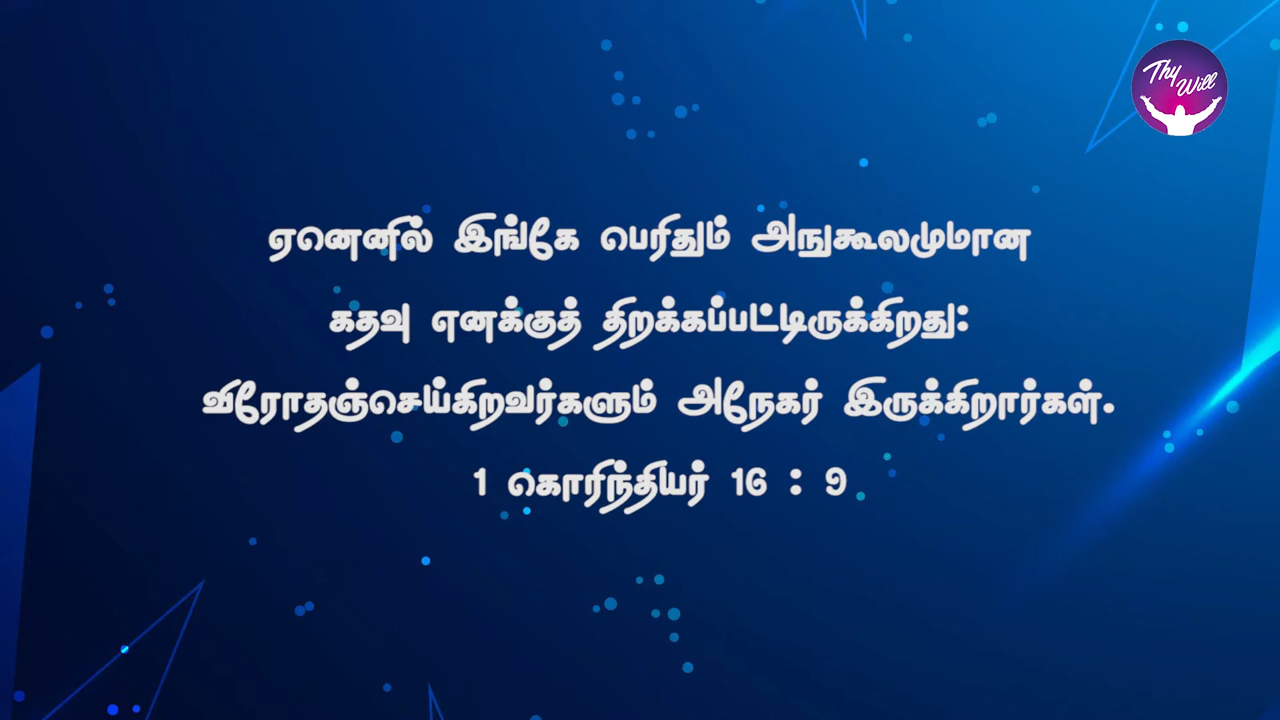 Thy Will
ஏனெனில் இங்கே பெரிதும் அநுகூலமுமான
கதவு எனக்குத் திறக்கப்பட்டிருக்கிறது:
விரோதஞ்செய்கிறவர்களும் அநேகர் இருக்கிறார்கள்.
1 கொரிந்தியர் 16 : 9